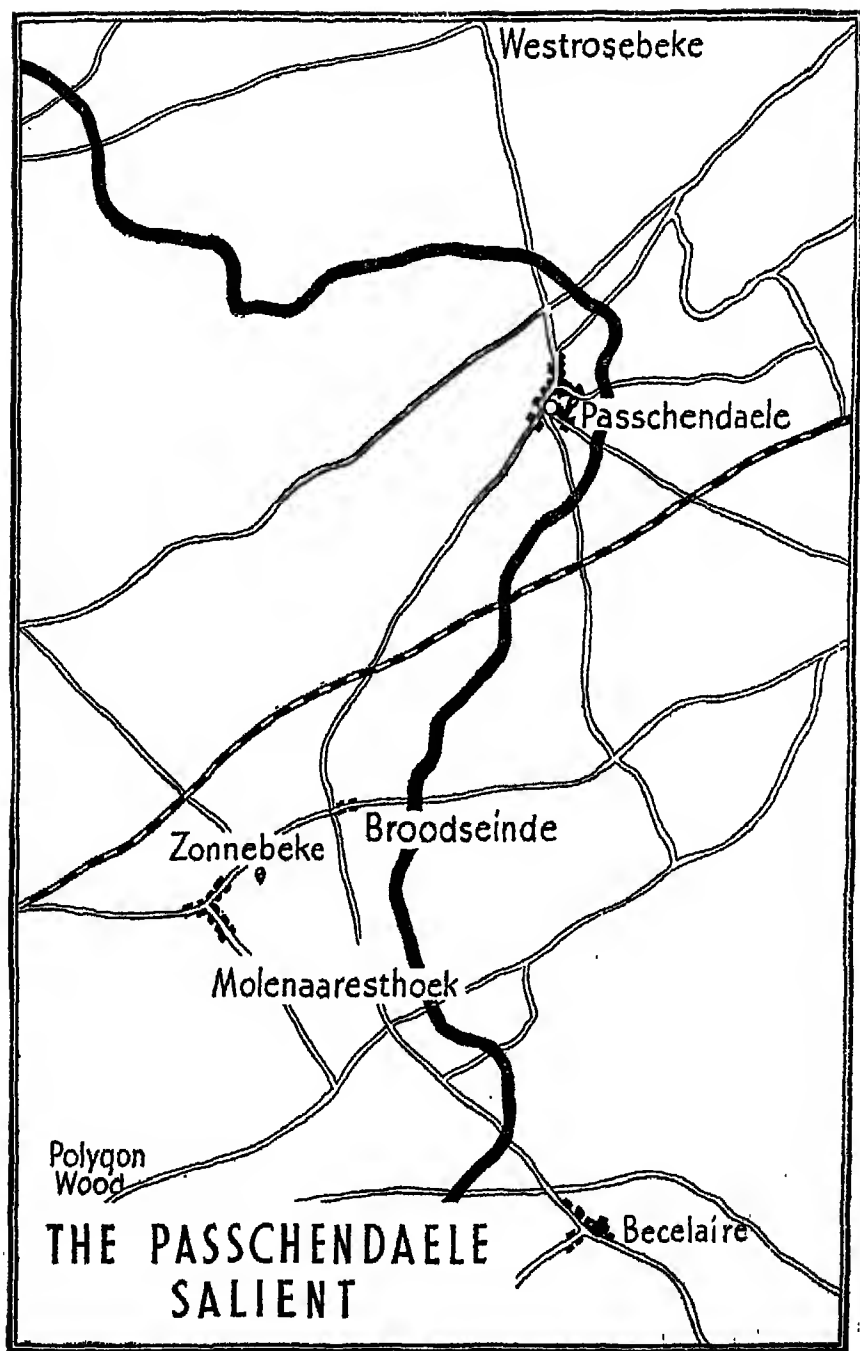 Westrosebeke
Passchendaele
Broodseinde
Zonnebeke
Molenaaresthoek
Polygon
Wood
Becelaire
THE PASSCHENDAELE
SALIENT